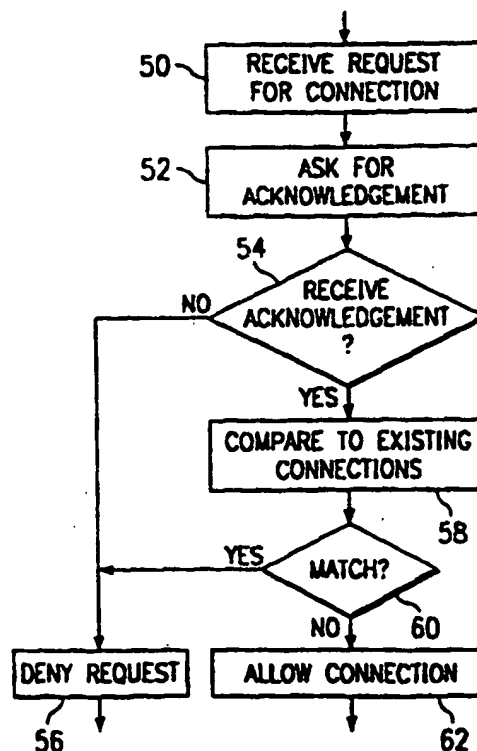 50
RECEIVE REQUEST
FOR CONNECTION
52
ASK FOR
ACKNOWLEDGEMENT
54
NO
RECEIVE
ACKNOWLEDGEMENT
?
YES
COMPARE TO EXISTING
CONNECTIONS
58
YES
MATCH?
60
NO
DENY REQUEST
ALLOW CONNECTION
56
62